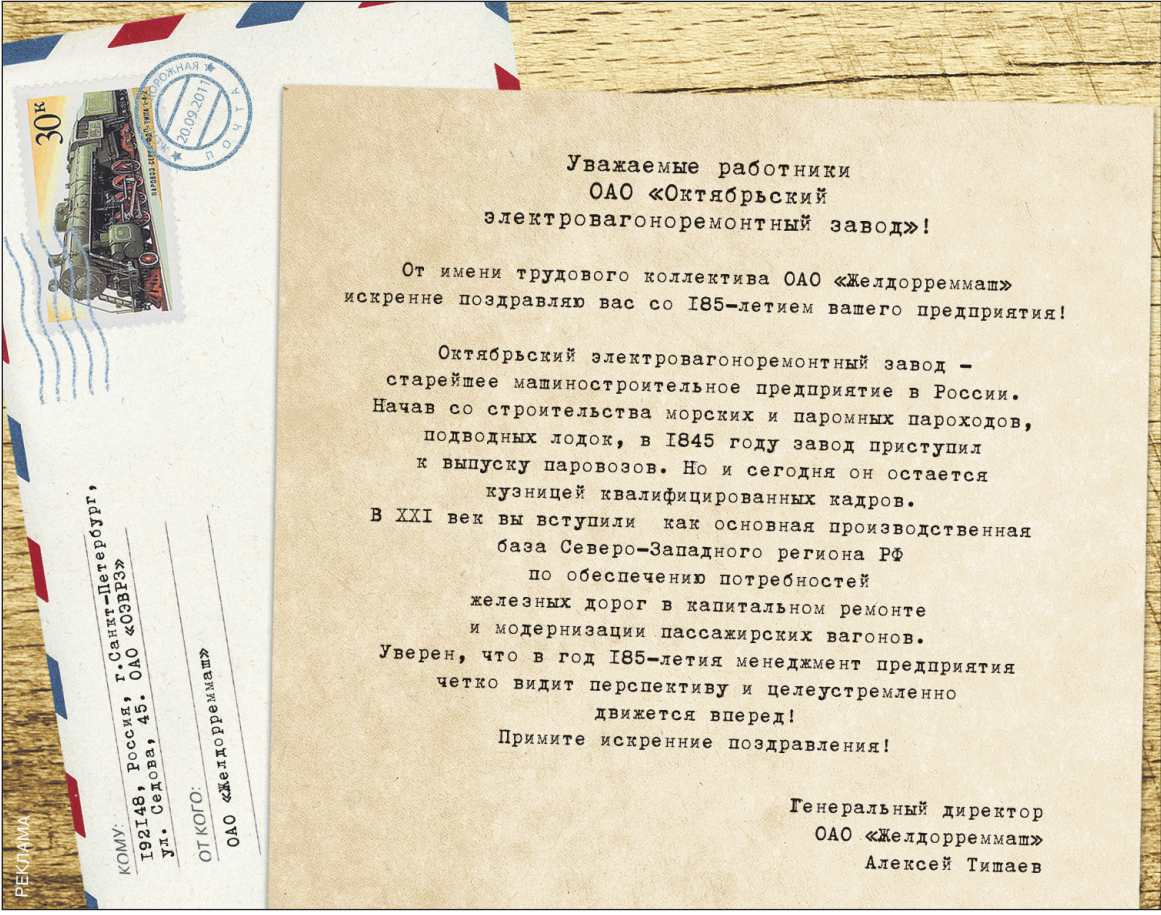 30к
ПАРОВОЗ СЕРИИ
ДОРОЖНАЯ
20.09.2011
ПОЧТА
Уважаемые работники
ОАО «Октябрьский
электровагоноремонтный завод»!
От имени трудового коллектива ОАО «Желдорреммаш»
искренне поздравляю вас со 185-летием вашего предприятия!
Октябрьский электровагоноремонтный завод –
старейшее машиностроительное предприятие в России.
Начав со строительства морских и паромных пароходов,
подводных лодок, в 1845 году завод приступил
к выпуску паровозов. Но и сегодня он остается
кузницей квалифицированных кадров.
В XXI век вы вступили как основная производственная
база Северо-Западного региона РФ
по обеспечению потребностей
железных дорог в капитальном ремонте
и модернизации пассажирских вагонов.
Уверен, что в год 185-летия менеджмент предприятия
четко видит перспективу и целеустремленно
движется вперед!
Примите искренние поздравления!
Генеральный директор
ОАО «Желдорреммаш»
Алексей Тишаев
КОМУ:
192148, Россия, г.Санкт-Петербург,
ул. Седова, 45. ОАО «ОЭВРЗ»
ОТ КОГО:
ОАО «Желдорреммаш»
РЕКЛАМА